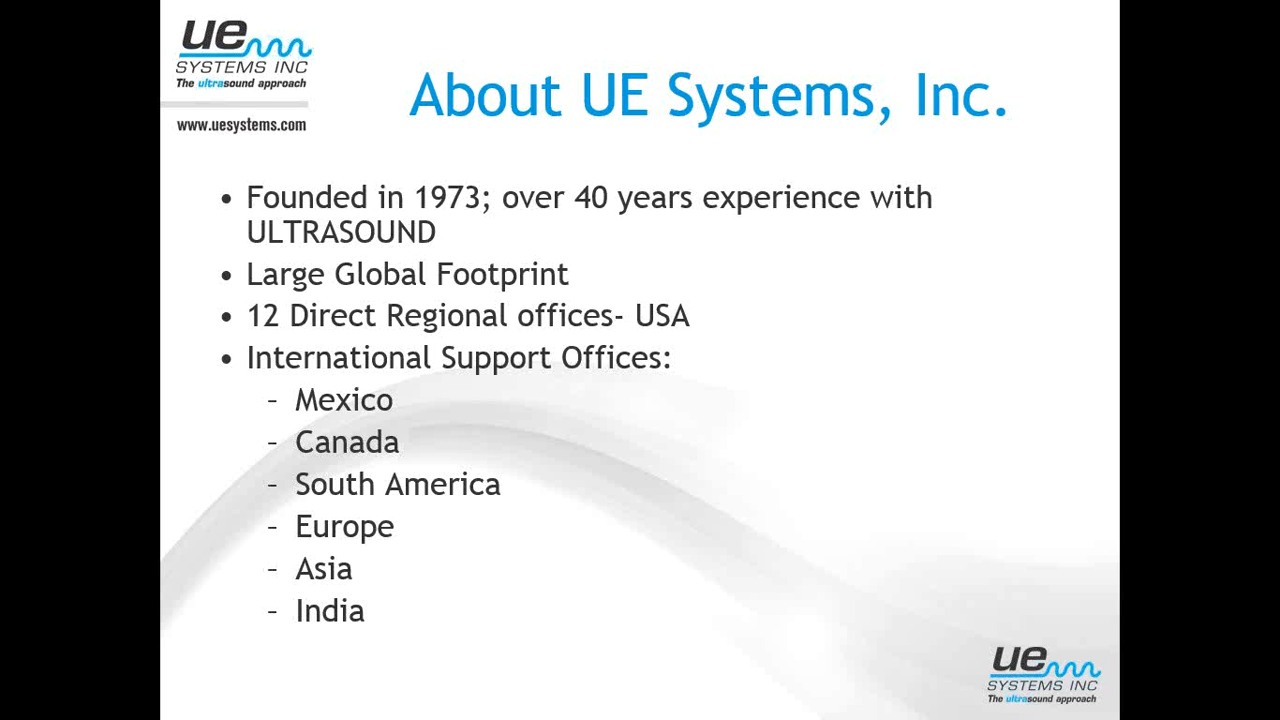 ue
SYSTEMS INC
The ultrasound approach
www.uesystems.com
About UE Systems, Inc.
• Founded in 1973; over 40 years experience with
ULTRASOUND
• Large Global Footprint
• 12 Direct Regional offices- USA
• International Support Offices:
– Mexico
– Canada
– South America
– Europe
– Asia
– India
ue
SYSTEMS INC
The ultrasound approach